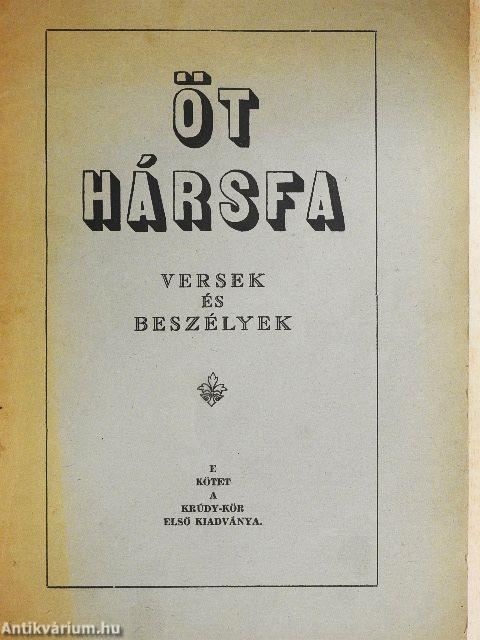 ÖT
HÁRSFA
VERSEK
ÉS
BESZÉLYEK
E
KÖTET
A
KRÚDY-KÖR
ELSŐ KIADVÁNYA.
Antikvárium.hu